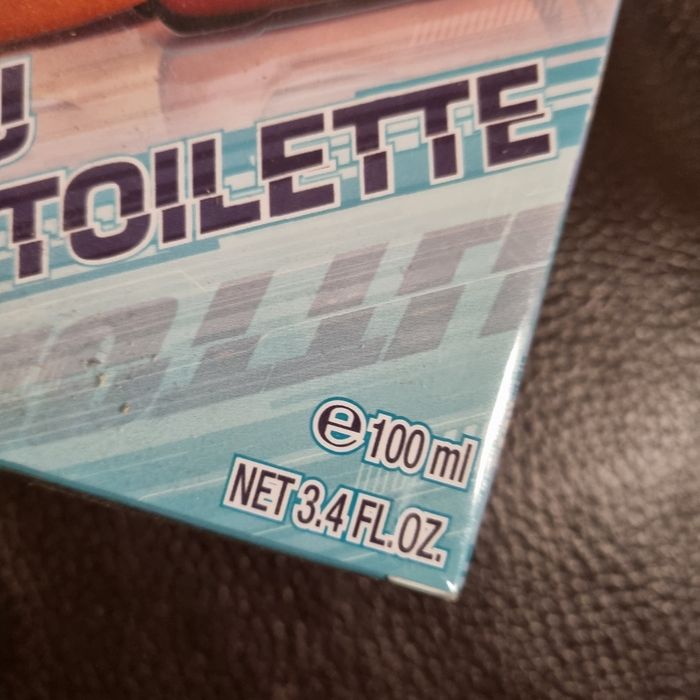 U
TOILETTE
℮ 100 ml
NET 3.4 FL.OZ.